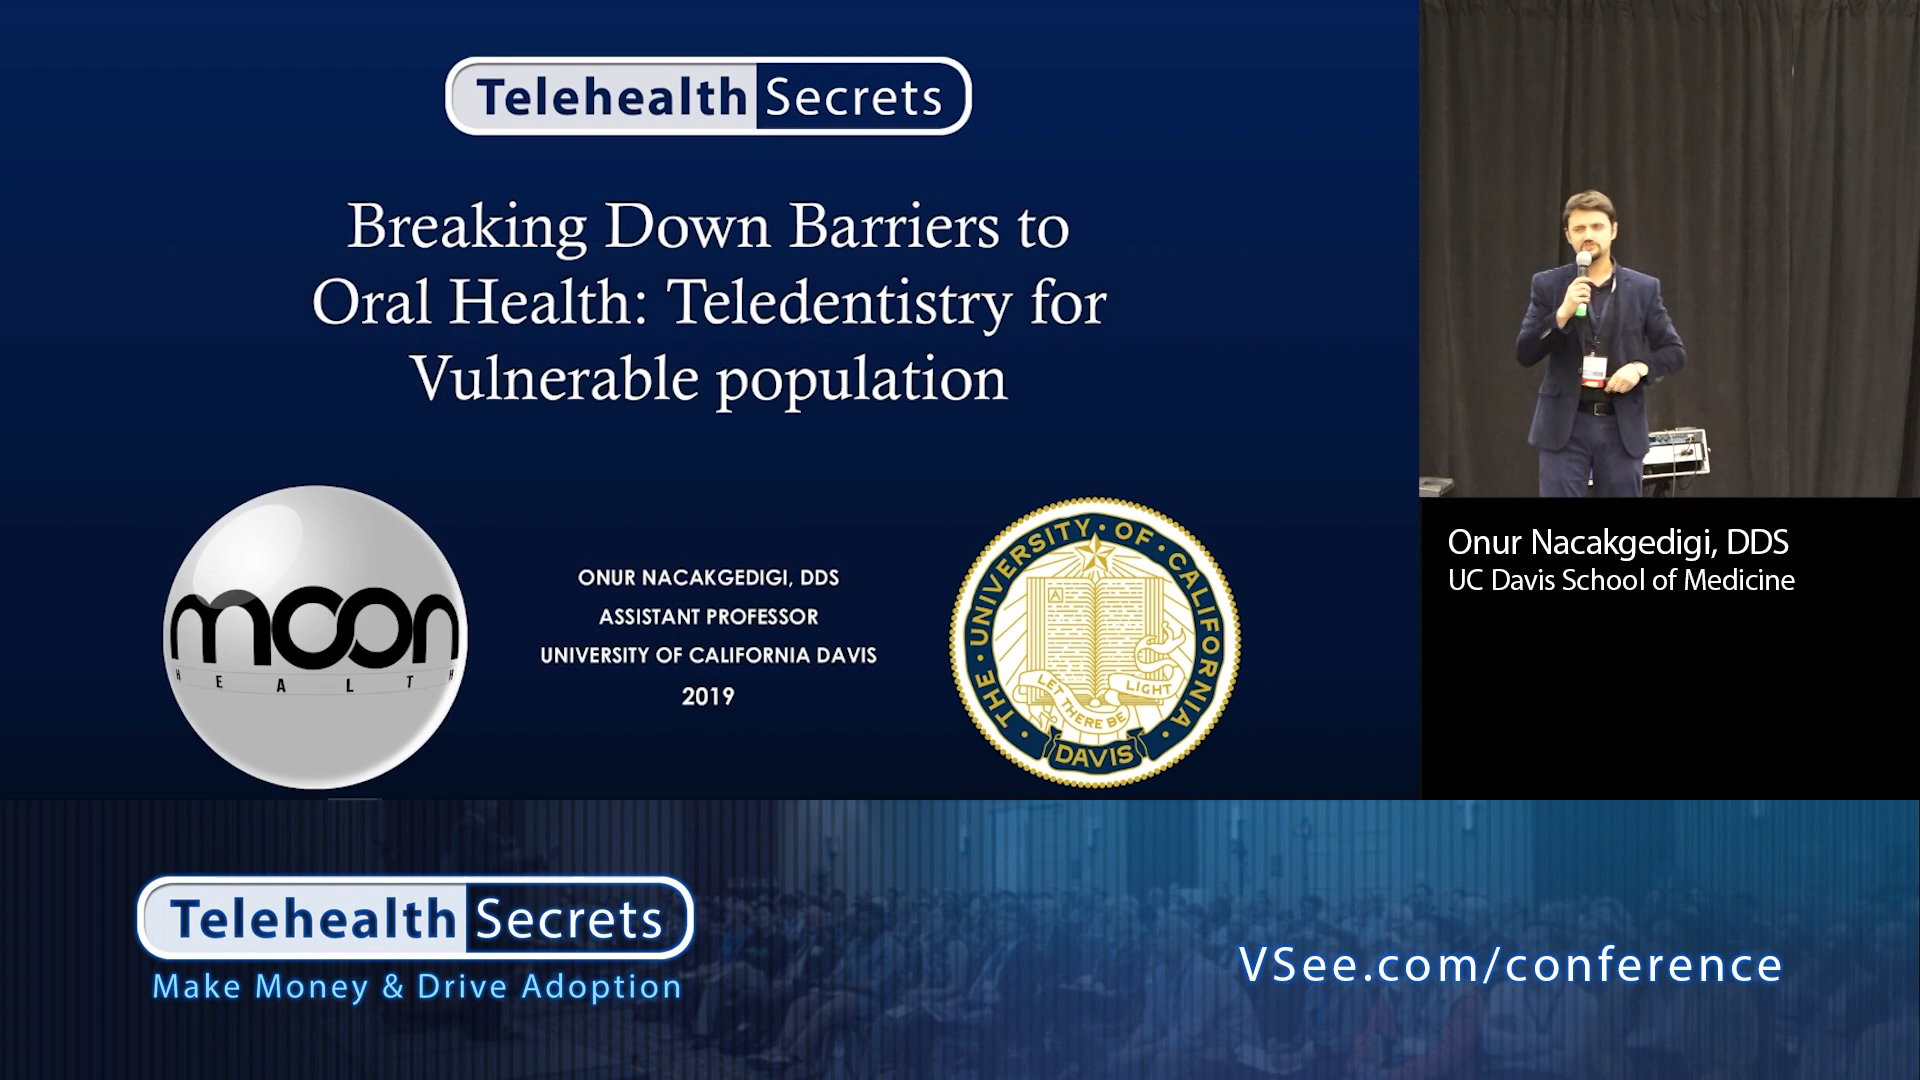 Telehealth Secrets
Breaking Down Barriers to
Oral Health: Teledentistry for
Vulnerable population
moon
HEALTH
ONUR NACAKGEDIGI, DDS
ASSISTANT PROFESSOR
UNIVERSITY OF CALIFORNIA DAVIS
2019
THE · UNIVERSITY · OF · CALIFORNIA
A
LET THERE BE
LIGHT
· DAVIS ·
Onur Nacakgedigi, DDS
UC Davis School of Medicine
Telehealth Secrets
Make Money & Drive Adoption
VSee.com/conference